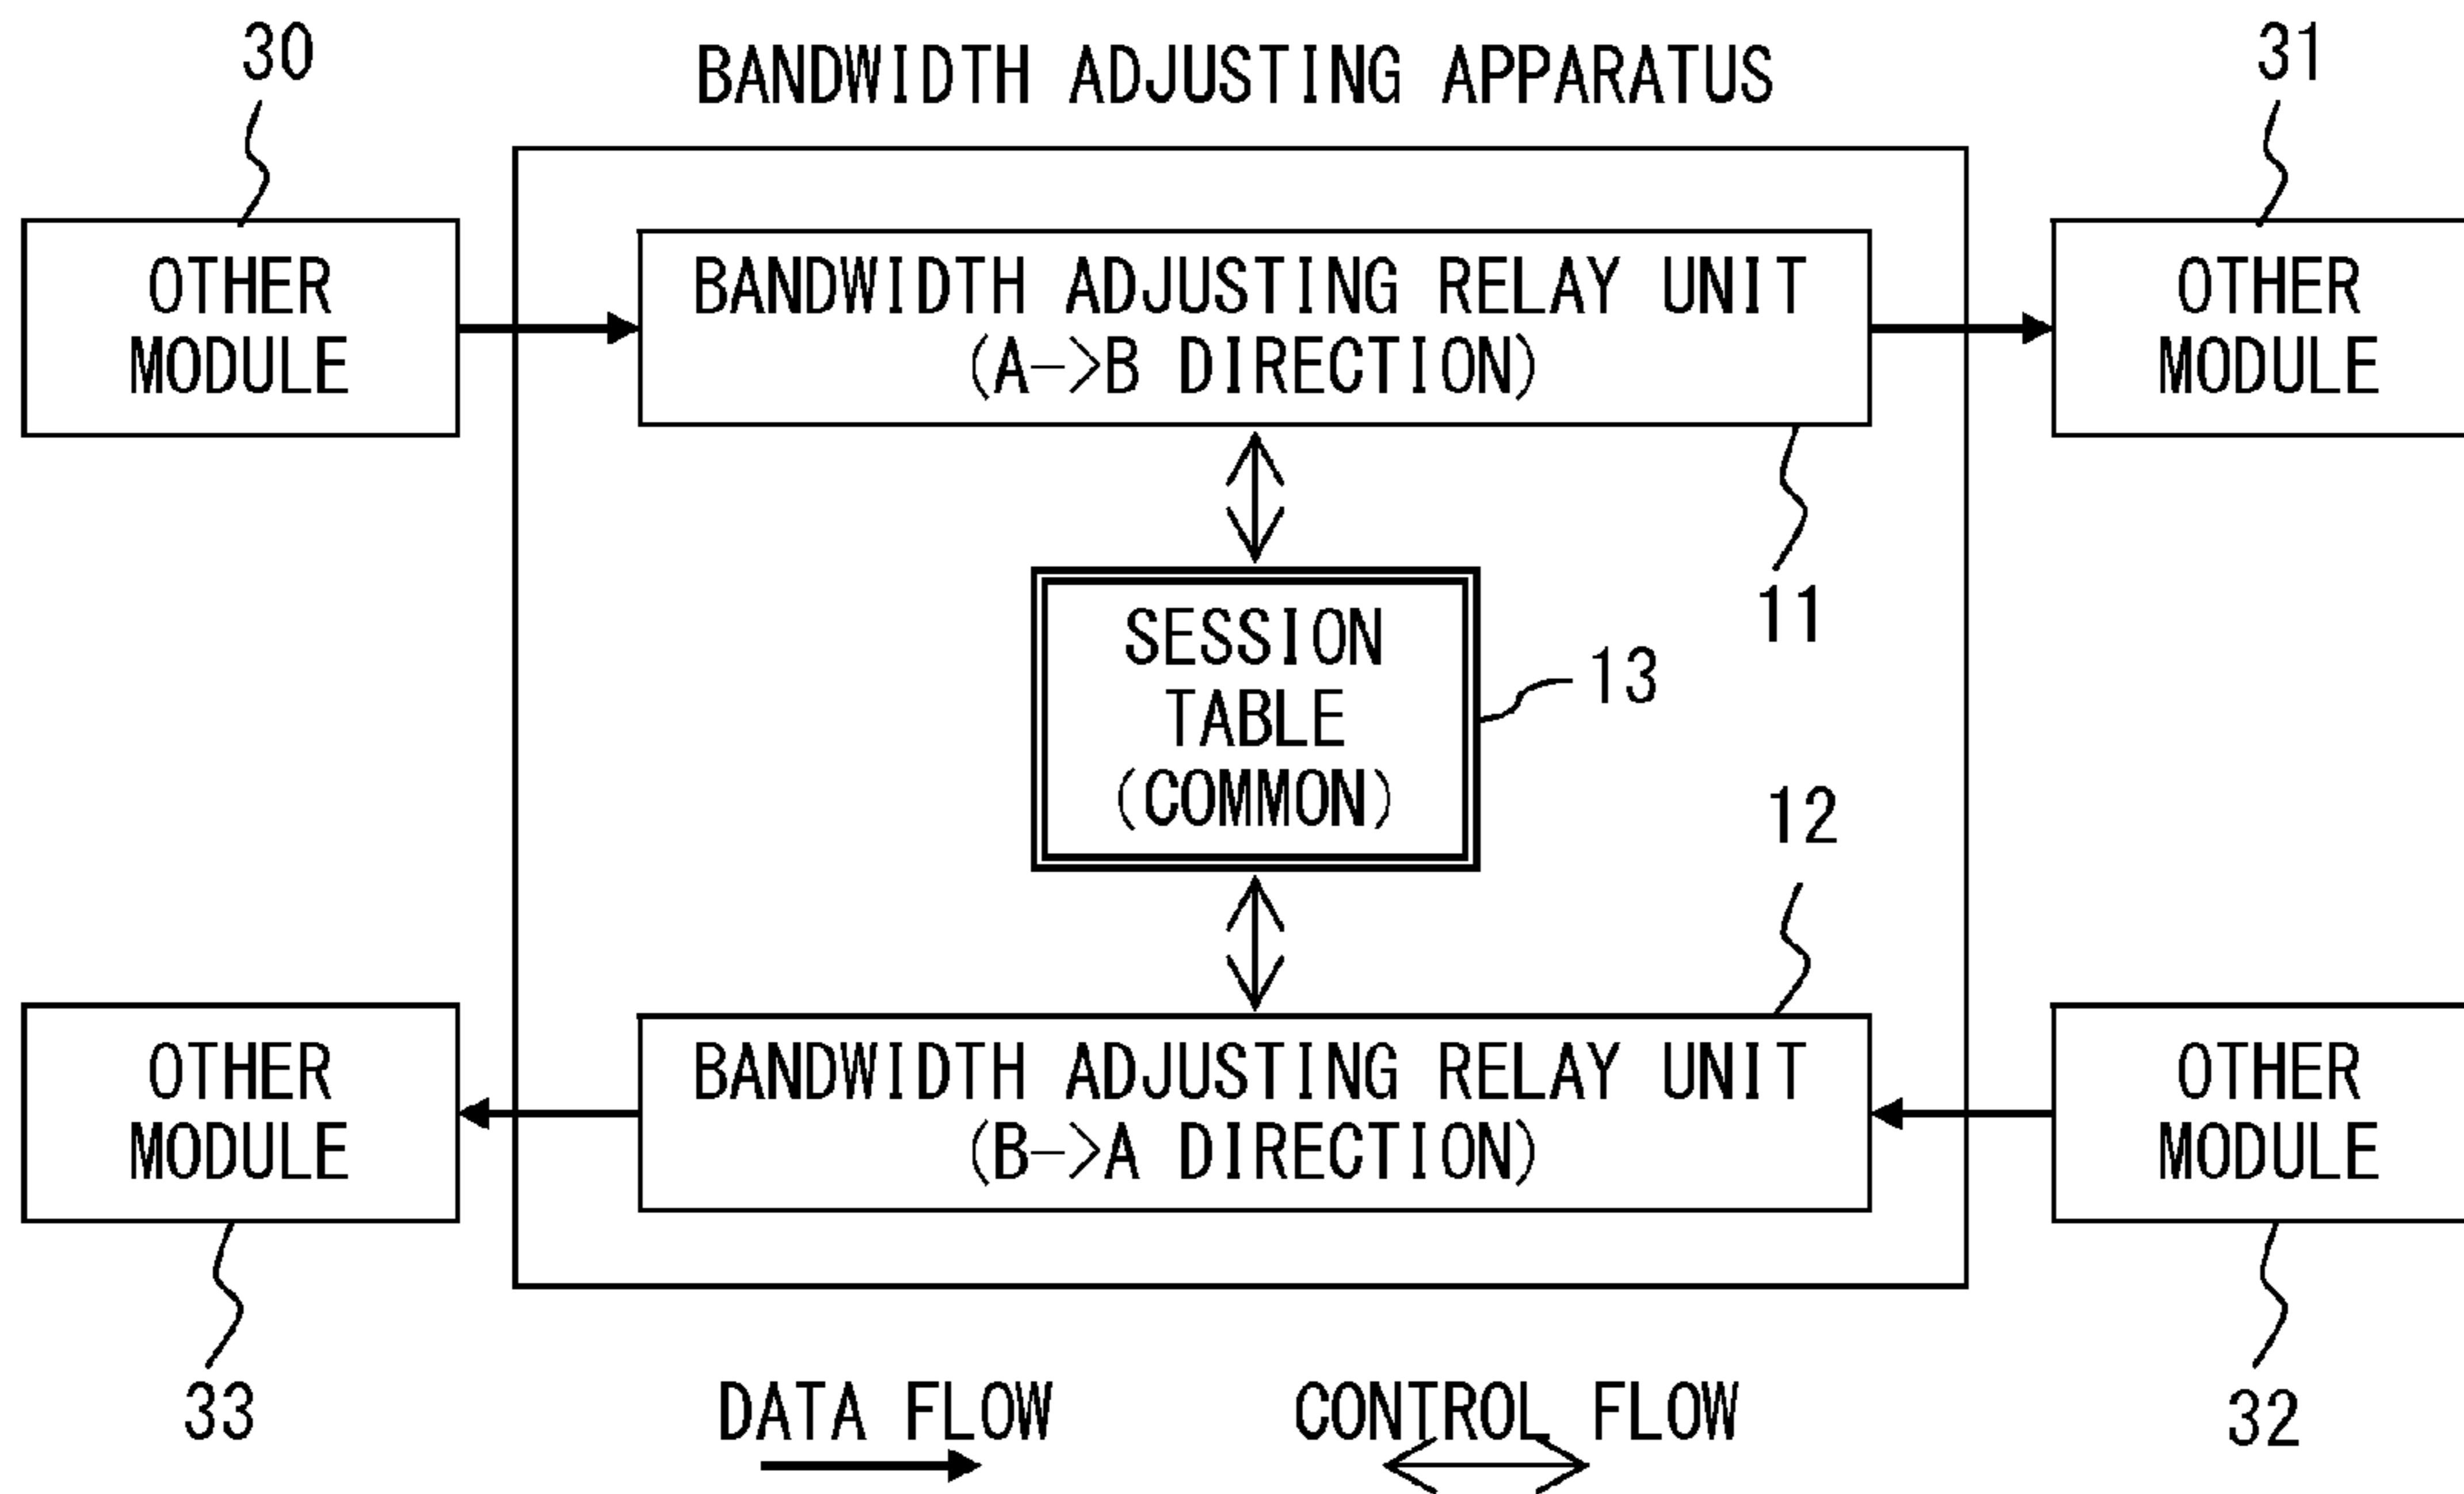 30
BANDWIDTH ADJUSTING APPARATUS
31
OTHER
MODULE
BANDWIDTH ADJUSTING RELAY UNIT
(A->B DIRECTION)
OTHER
MODULE
11
SESSION
TABLE
(COMMON)
13
12
OTHER
MODULE
BANDWIDTH ADJUSTING RELAY UNIT
(B->A DIRECTION)
OTHER
MODULE
33
DATA FLOW
CONTROL FLOW
32